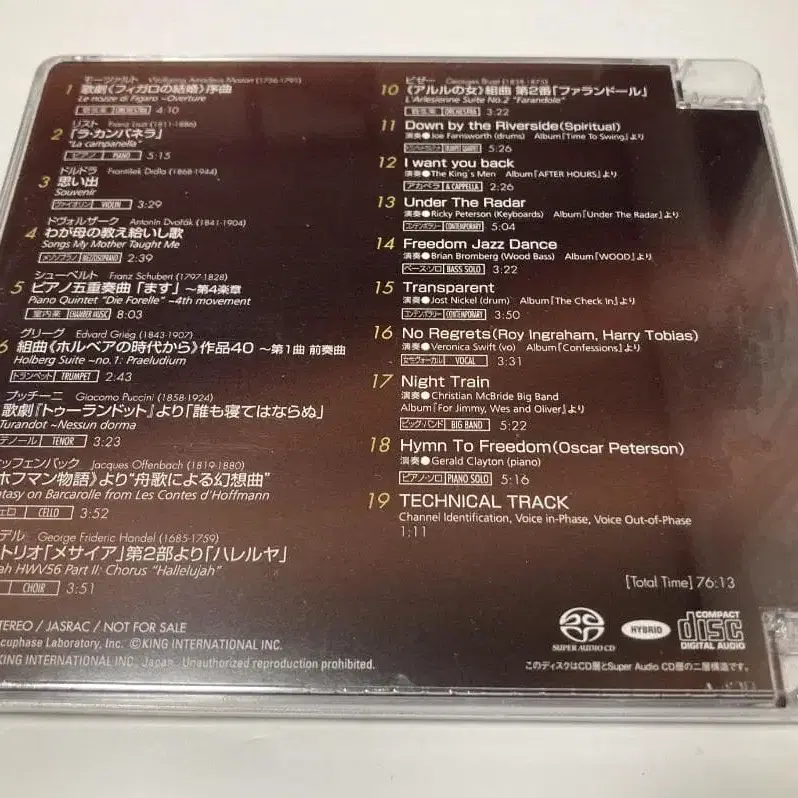 モーツァルト Wolfgang Amadeus Mozart (1756-1791)
1 歌劇《フィガロの結婚》序曲
Le nozze di Figaro ~Overture
管弦楽 ORCHESTRA 4:10
リスト Franz Liszt (1811-1886)
2 「ラ・カンパネラ」
"La campanella"
ピアノ PIANO 5:15
ドルドラ František Drdla (1868-1944)
3 思い出
Souvenir
ヴァイオリン VIOLIN 3:29
ドヴォルザーク Antonín Dvořák (1841-1904)
4 わが母の教え給いし歌
Songs My Mother Taught Me
メゾソプラノ MEZZOSOPRANO 2:39
シューベルト Franz Schubert (1797-1828)
5 ピアノ五重奏曲「ます」～第4楽章
Piano Quintet "Die Forelle" ~4th movement
室内楽 CHAMBER MUSIC 8:03
グリーグ Edvard Grieg (1843-1907)
6 組曲《ホルベアの時代から》作品40 ～第1曲 前奏曲
Holberg Suite ~no.1: Praeludium
トランペット TRUMPET 2:43
プッチーニ Giacomo Puccini (1858-1924)
歌劇『トゥーランドット』より「誰も寝てはならぬ」
Turandot ~Nessun dorma
テノール TENOR 3:23
ッフェンバック Jacques Offenbach (1819-1880)
ホフマン物語》より“舟歌による幻想曲”
ntasy on Barcarolle from Les Contes d'Hoffmann
ェロ CELLO 3:52
デル George Frideric Handel (1685-1759)
トリオ「メサイア」第2部より「ハレルヤ」
ah HWV56 Part II: Chorus "Hallelujah"
CHOIR 3:51
TEREO / JASRAC / NOT FOR SALE
cuphase Laboratory, Inc. ©KING INTERNATIONAL INC.
KING INTERNATIONAL INC., Japan. Unauthorized reproduction prohibited.
ビゼー Georges Bizet (1838-1875)
10 《アルルの女》組曲 第2番「ファランドール」
L'Arlesienne Suite No.2 "Farandole"
管弦楽 ORCHESTRA 3:22
11 Down by the Riverside(Spiritual)
演奏●Joe Farnsworth (drums) Album『Time To Swing』より
TRUMPET QUARTET 5:26
12 I want you back
演奏●The King's Men Album『AFTER HOURS』より
アカペラ A CAPPELLA 2:26
13 Under The Radar
演奏●Ricky Peterson (Keyboards) Album『Under The Radar』より
コンテンポラリー CONTEMPORARY 5:04
14 Freedom Jazz Dance
演奏●Brian Bromberg (Wood Bass) Album『WOOD』より
ベース・ソロ BASS SOLO 3:22
15 Transparent
演奏●Jost Nickel (drum) Album『The Check In』より
コンテンポラリー CONTEMPORARY 3:50
16 No Regrets(Roy Ingraham, Harry Tobias)
演奏●Veronica Swift (vo) Album『Confessions』より
女性ヴォーカル VOCAL 3:31
17 Night Train
演奏●Christian McBride Big Band
Album『For Jimmy, Wes and Oliver』より
ビッグ・バンド BIG BAND 5:22
18 Hymn To Freedom(Oscar Peterson)
演奏●Gerald Clayton (piano)
ピアノ・ソロ PIANO SOLO 5:16
19 TECHNICAL TRACK
Channel Identification, Voice in-Phase, Voice Out-of-Phase
1:11
[Total Time] 76:13
SUPER AUDIO CD
HYBRID
COMPACT
disc
DIGITAL AUDIO
このディスクはCD層とSuper Audio CD層の二層構造です。